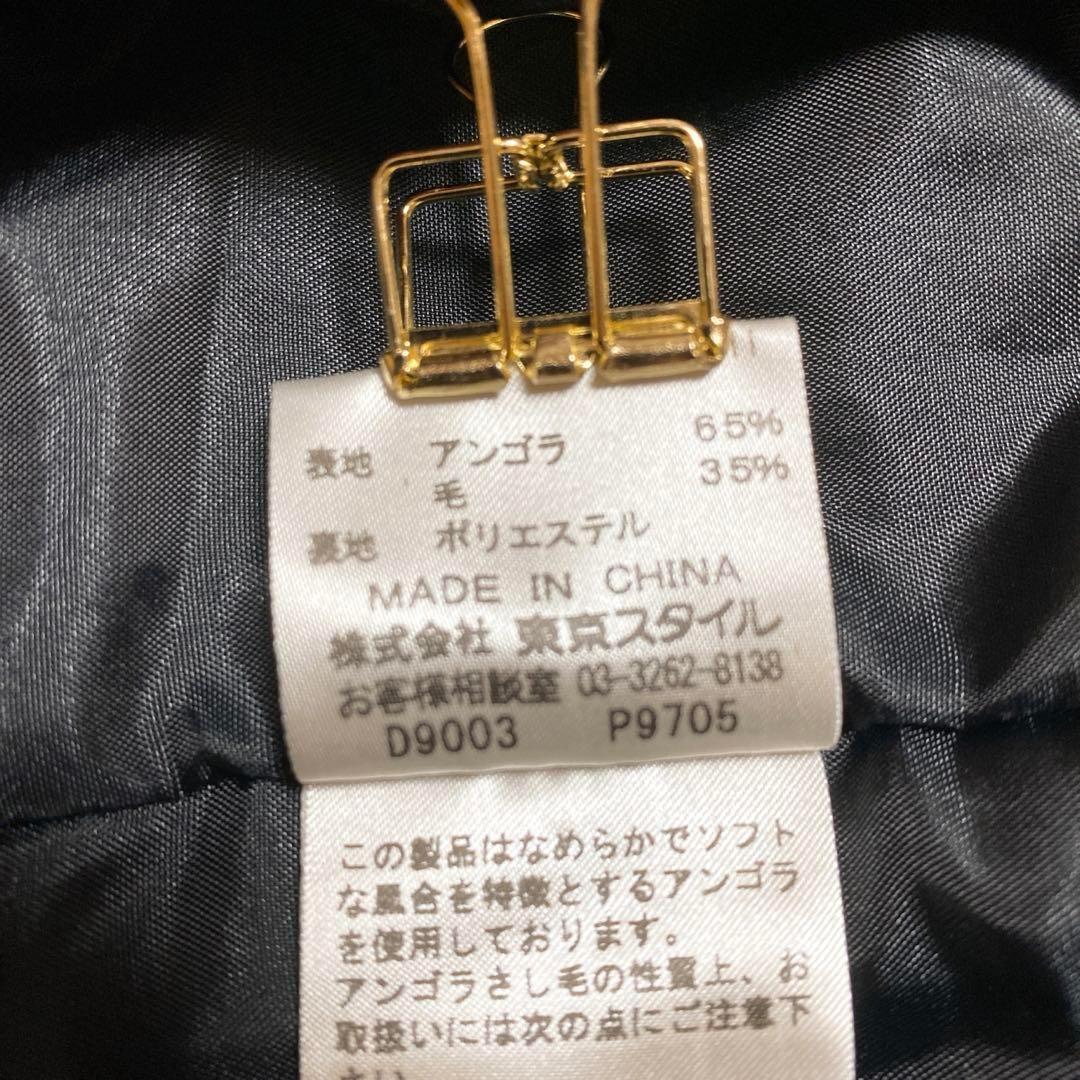 表地 アンゴラ 65%
毛 35%
裏地 ポリエステル
MADE IN CHINA
株式会社 東京スタイル
お客様相談室 03-3262-8138
D9003 P9705
この製品はなめらかでソフト
な風合を特徴とするアンゴラ
を使用しております。
アンゴラさし毛の性質上、お
取扱いには次の点にご注意下
さい。